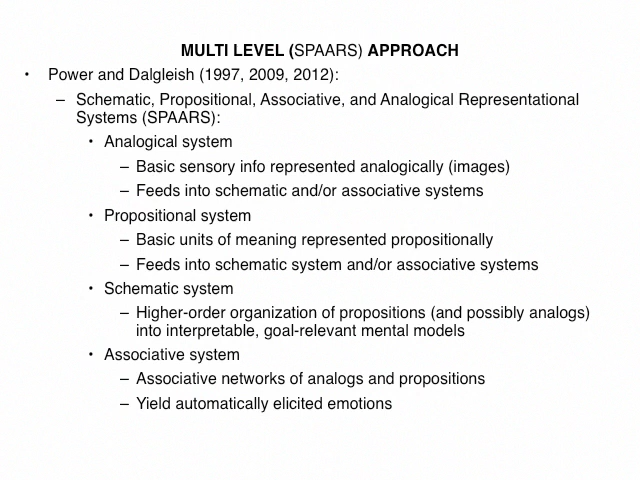 MULTI LEVEL (SPAARS) APPROACH
• Power and Dalgleish (1997, 2009, 2012):
– Schematic, Propositional, Associative, and Analogical Representational
Systems (SPAARS):
• Analogical system
– Basic sensory info represented analogically (images)
– Feeds into schematic and/or associative systems
• Propositional system
– Basic units of meaning represented propositionally
– Feeds into schematic system and/or associative systems
• Schematic system
– Higher-order organization of propositions (and possibly analogs)
into interpretable, goal-relevant mental models
• Associative system
– Associative networks of analogs and propositions
– Yield automatically elicited emotions